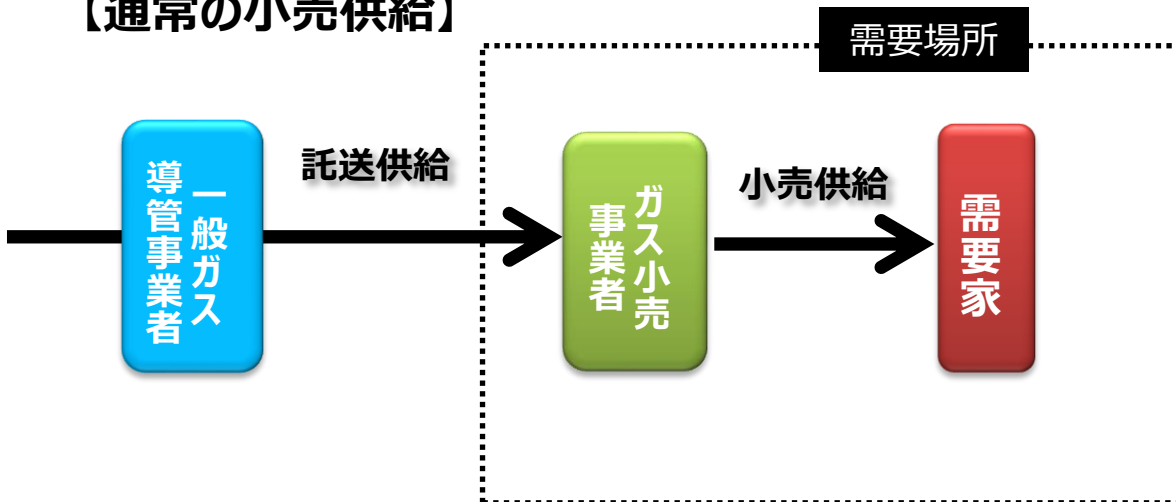 【通常の小売供給】
需要場所
一般ガス
導管事業者
託送供給
ガス小売
事業者
小売供給
需要家